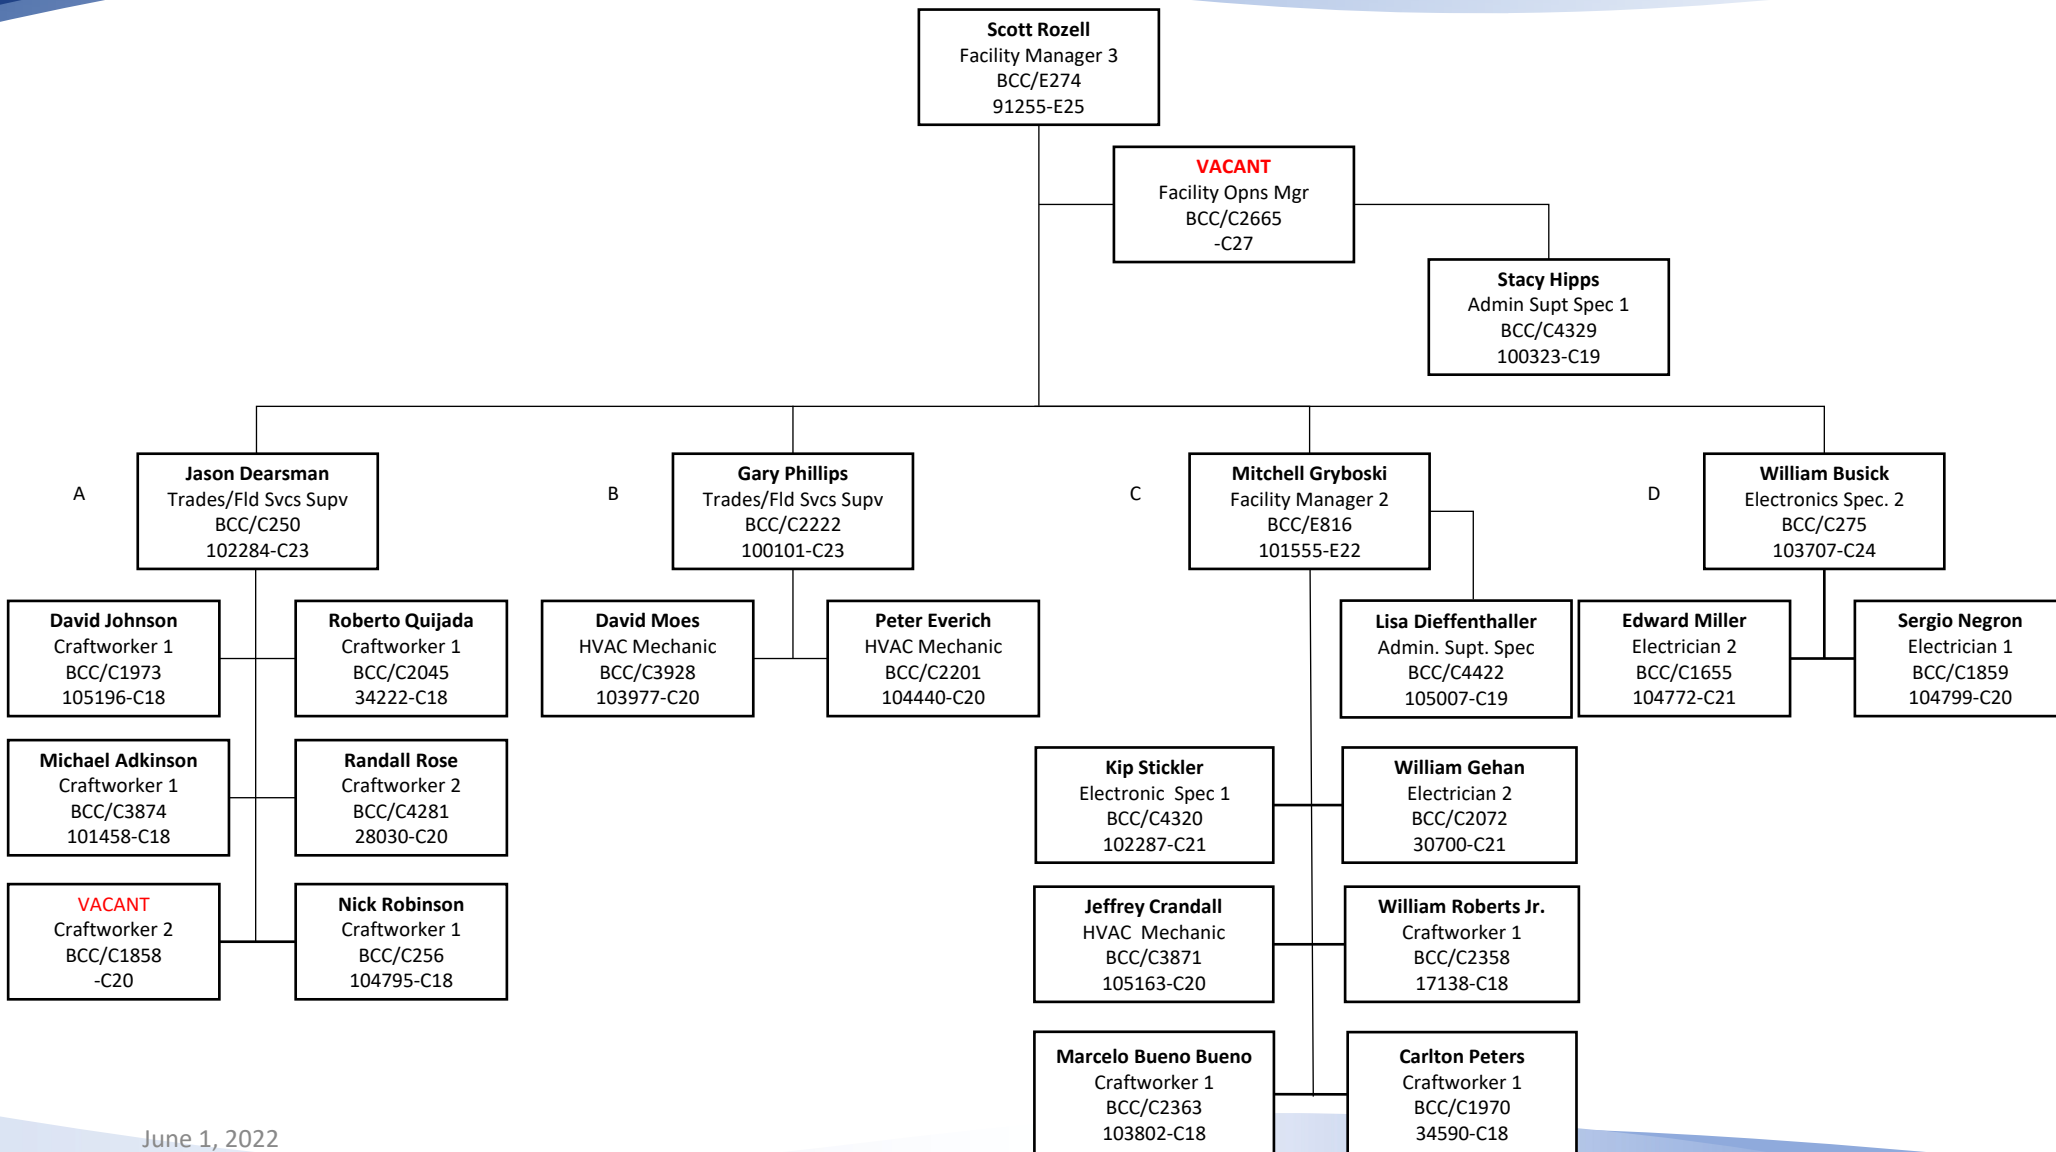 Scott Rozell
Facility Manager 3
BCC/E274
91255-E25
VACANT
Facility Opns Mgr
BCC/C2665
-C27
Stacy Hipps
Admin Supt Spec 1
BCC/C4329
100323-C19
A
Jason Dearsman
Trades/Fld Svcs Supv
BCC/C250
102284-C23
B
Gary Phillips
Trades/Fld Svcs Supv
BCC/C2222
100101-C23
C
Mitchell Gryboski
Facility Manager 2
BCC/E816
101555-E22
D
William Busick
Electronics Spec. 2
BCC/C275
103707-C24
David Johnson
Craftworker 1
BCC/C1973
105196-C18
Roberto Quijada
Craftworker 1
BCC/C2045
34222-C18
David Moes
HVAC Mechanic
BCC/C3928
103977-C20
Peter Everich
HVAC Mechanic
BCC/C2201
104440-C20
Lisa Dieffenthaller
Admin. Supt. Spec
BCC/C4422
105007-C19
Edward Miller
Electrician 2
BCC/C1655
104772-C21
Sergio Negron
Electrician 1
BCC/C1859
104799-C20
Michael Adkinson
Craftworker 1
BCC/C3874
101458-C18
Randall Rose
Craftworker 2
BCC/C4281
28030-C20
Kip Stickler
Electronic  Spec 1
BCC/C4320
102287-C21
William Gehan
Electrician 2
BCC/C2072
30700-C21
VACANT
Craftworker 2
BCC/C1858
-C20
Nick Robinson
Craftworker 1
BCC/C256
104795-C18
Jeffrey Crandall
HVAC  Mechanic
BCC/C3871
105163-C20
William Roberts Jr.
Craftworker 1
BCC/C2358
17138-C18
Marcelo Bueno Bueno
Craftworker 1
BCC/C2363
103802-C18
Carlton Peters
Craftworker 1
BCC/C1970
34590-C18
June 1, 2022